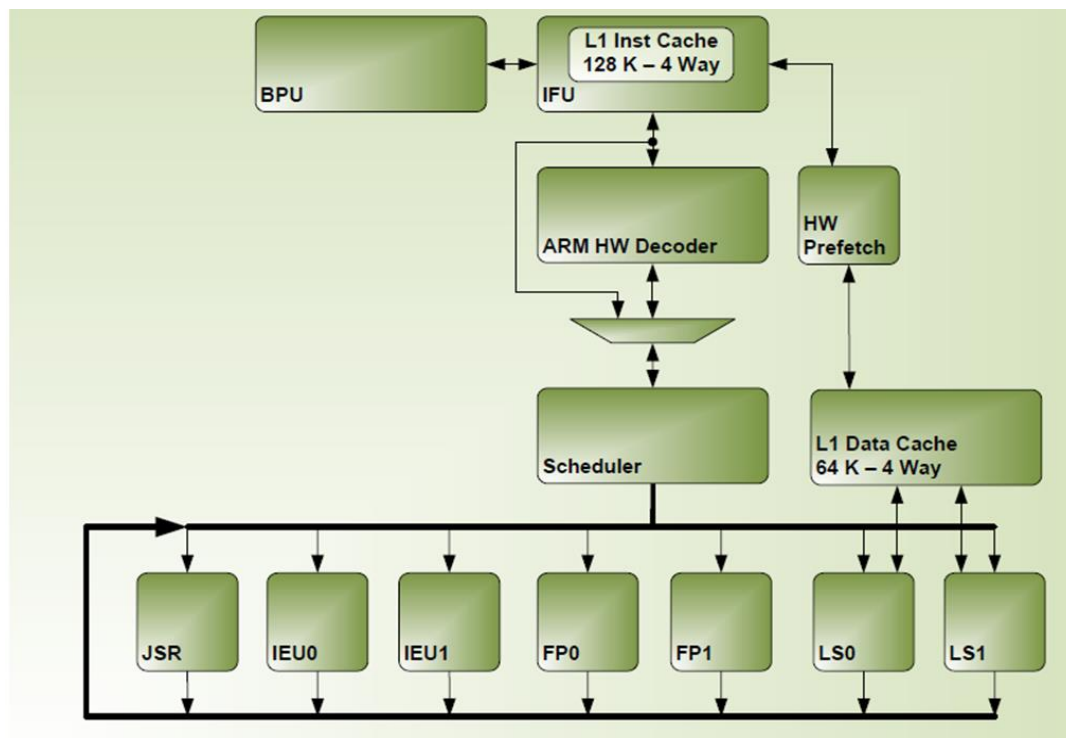 L1 Inst Cache
128 K – 4 Way
BPU
IFU
ARM HW Decoder
HW
Prefetch
Scheduler
L1 Data Cache
64 K – 4 Way
JSR
IEU0
IEU1
FP0
FP1
LS0
LS1